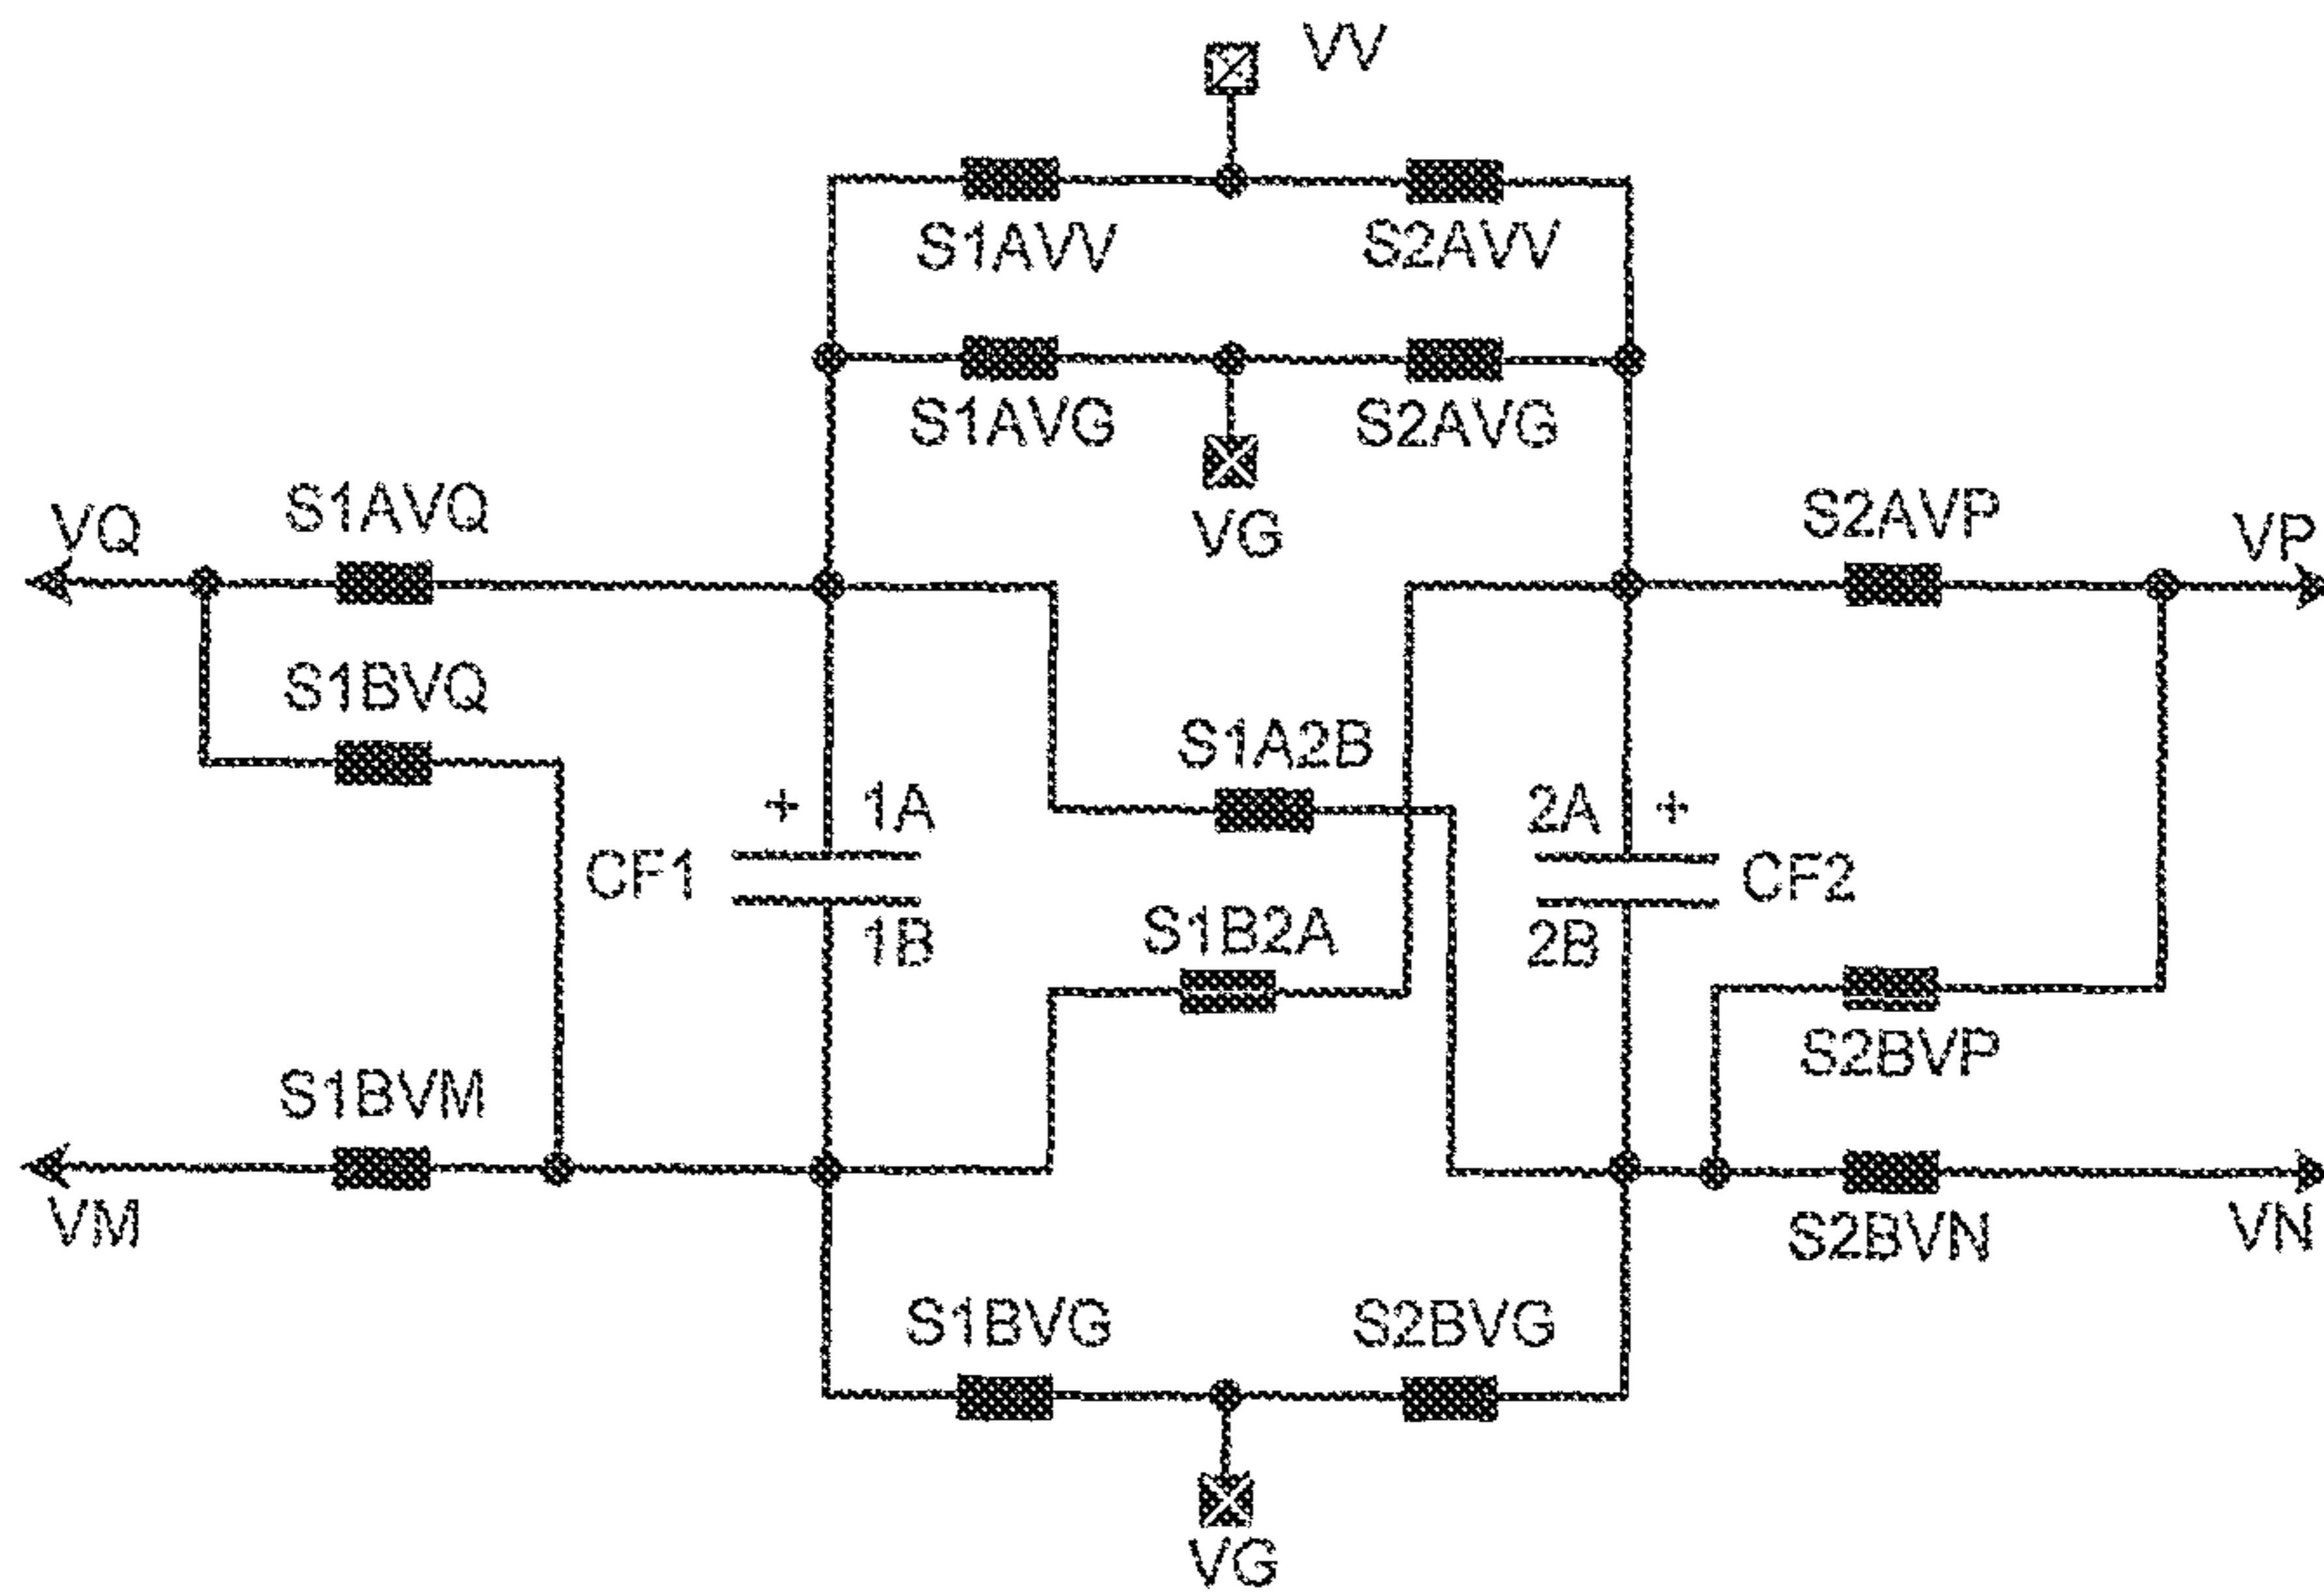 VV
S1AVV
S2AVV
S1AVG
S2AVG
VG
VQ
S1AVQ
S2AVP
VP
S1BVQ
S1A2B
+ 1A
2A +
CF1
CF2
1B
S1B2A
2B
S2BVP
S1BVM
VM
S2BVN
VN
S1BVG
S2BVG
VG